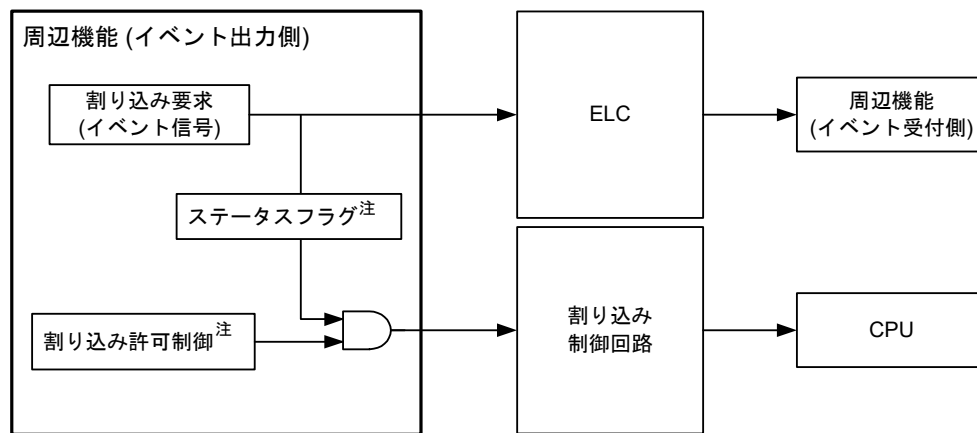 周辺機能 (イベント出力側)
割り込み要求
(イベント信号)
ELC
周辺機能
(イベント受付側)
ステータスフラグ注
割り込み許可制御注
割り込み
制御回路
CPU